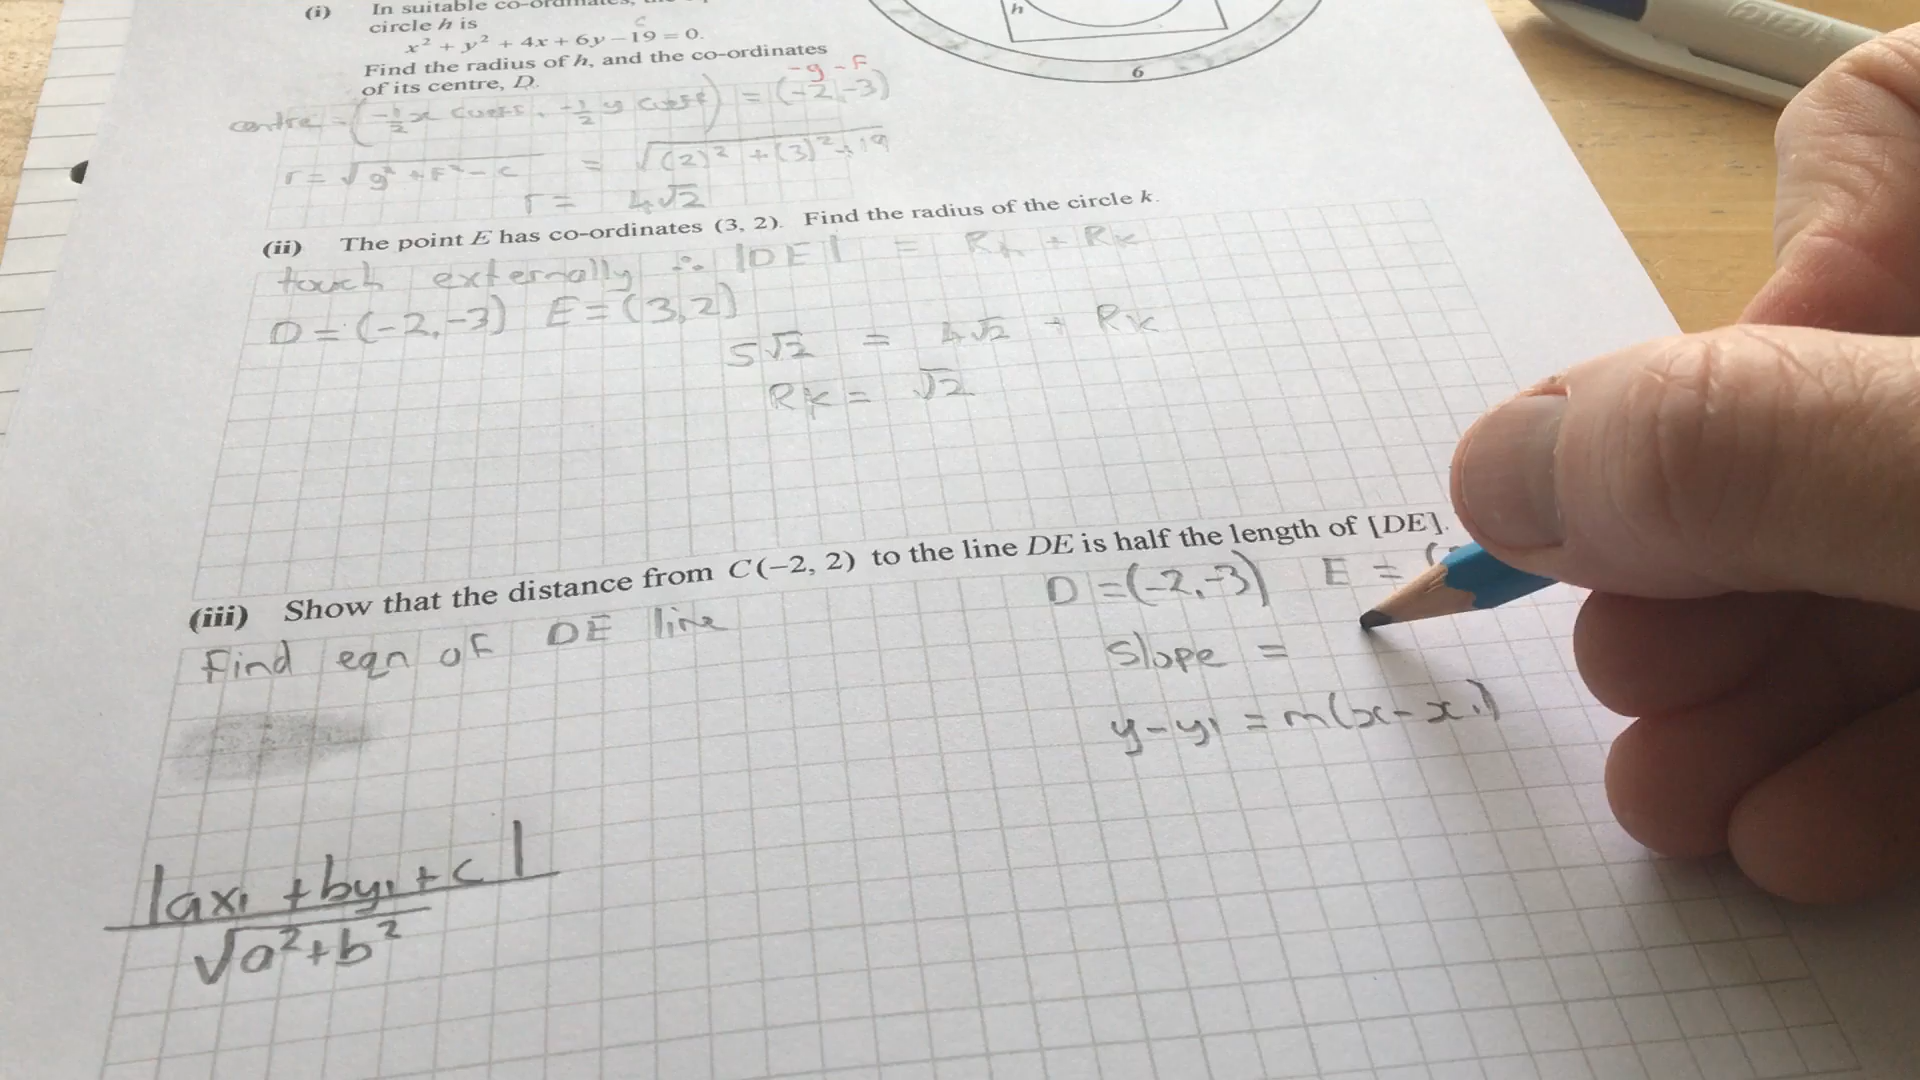 (i) In suitable co-ordinates, the
circle h is
c
x² + y² + 4x + 6y − 19 = 0.
Find the radius of h, and the co-ordinates
of its centre, D.
h
6
-g -f
centre = (-½x coeff, -½ y coeff) = (-2, -3)
r = √g² + f² - c = √(2)² + (3)² + 19
r = 4√2
(ii) The point E has co-ordinates (3, 2). Find the radius of the circle k.
touch externally ∴ |DE| = Rh + Rk
D = (-2, -3) E = (3, 2)
5√2 = 4√2 + Rk
Rk = √2
(iii) Show that the distance from C(−2, 2) to the line DE is half the length of [DE].
Find eqn of DE line
D = (-2, -3) E = (
slope =
y - y₁ = m(x - x₁)
|ax₁ + by₁ + c|
√a² + b²